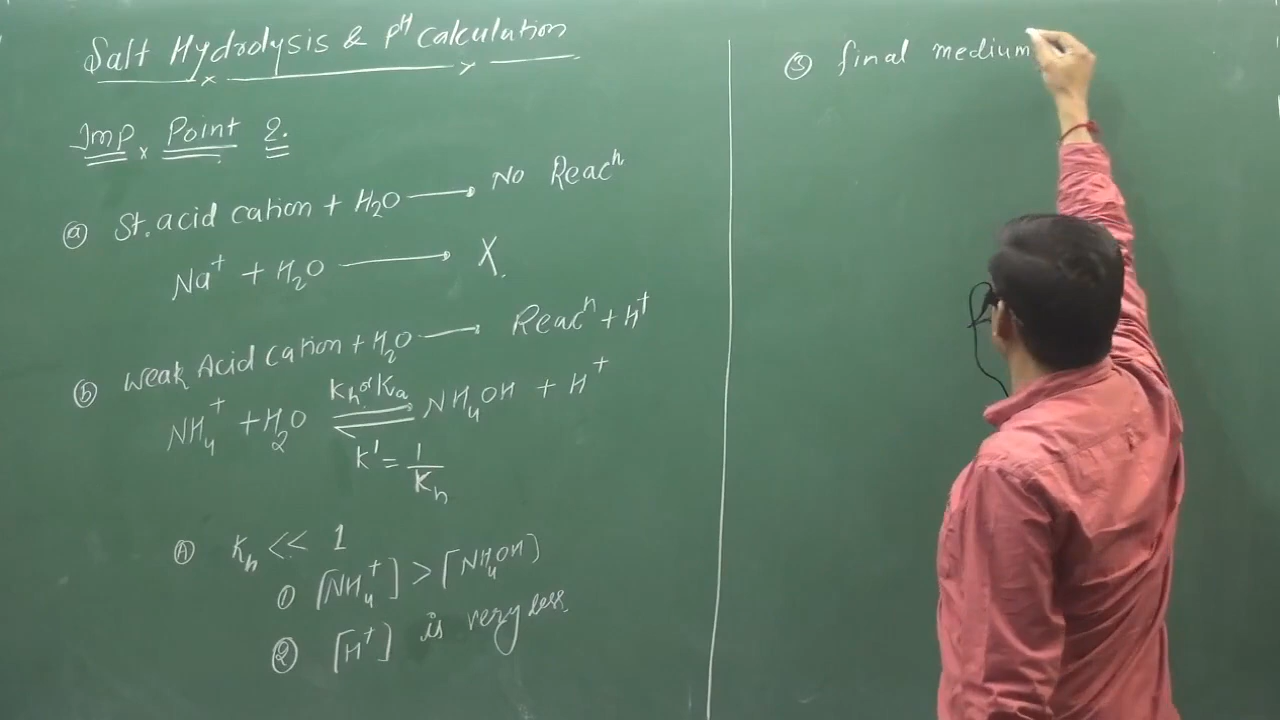 Salt Hydrolysis & pH calculation
Imp Point 2.
(a) St. acid cation + H₂O ⟶ No Reacⁿ
Na⁺ + H₂O ⟶ X.
(b) Weak Acid cation + H₂O ⟶ Reacⁿ + H⁺
Kh or Ka
NH₄⁺ + H₂O ⇌ NH₄OH + H⁺
K' = 1/Kh
(A) Kh << 1
(1) [NH₄⁺] > [NH₄OH]
(2) [H⁺] is very less
(3) final medium